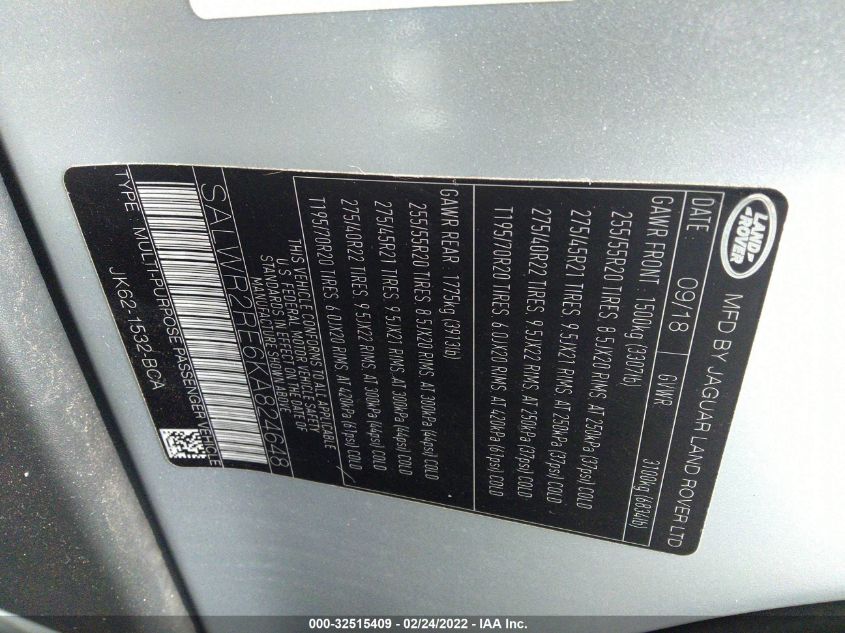 LAND
ROVER
MFD BY JAGUAR LAND ROVER LTD
DATE: 09/18 GVWR 3100kg (6834lb)
GAWR FRONT: 1500kg (3307lb)
255/55R20 TIRES 8.5JX20 RIMS AT 250kPa (37psi) COLD
275/45R21 TIRES 9.5JX21 RIMS AT 250kPa (37psi) COLD
275/40R22 TIRES 9.5JX22 RIMS AT 250kPa (37psi) COLD
T195/70R20 TIRES 6.0JX20 RIMS AT 420kPa (61psi) COLD
GAWR REAR: 1775kg (3913lb)
255/55R20 TIRES 8.5JX20 RIMS AT 300kPa (44psi) COLD
275/45R21 TIRES 9.5JX21 RIMS AT 300kPa (44psi) COLD
275/40R22 TIRES 9.5JX22 RIMS AT 300kPa (44psi) COLD
T195/70R20 TIRES 6.0JX20 RIMS AT 420kPa (61psi) COLD
THIS VEHICLE CONFORMS TO ALL APPLICABLE
U.S. FEDERAL MOTOR VEHICLE SAFETY
STANDARDS IN EFFECT ON THE DATE OF
MANUFACTURE SHOWN ABOVE
SALWR2RE6KA824648
TYPE: MULTI-PURPOSE PASSENGER VEHICLE
JK62-1532-BCA
000-32515409 - 02/24/2022 - IAA Inc.